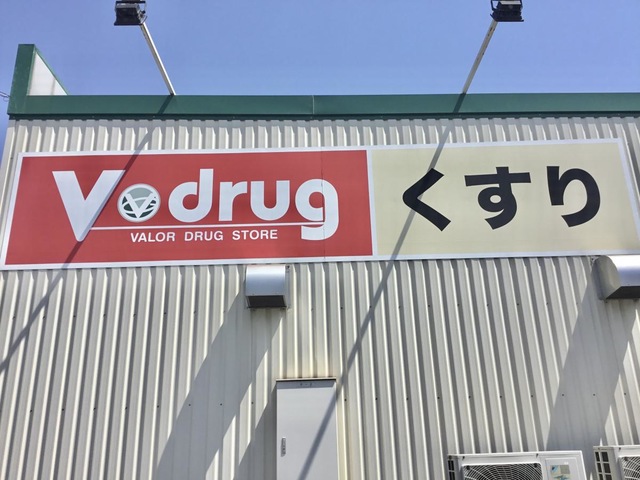 V drug
VALOR DRUG STORE
くすり